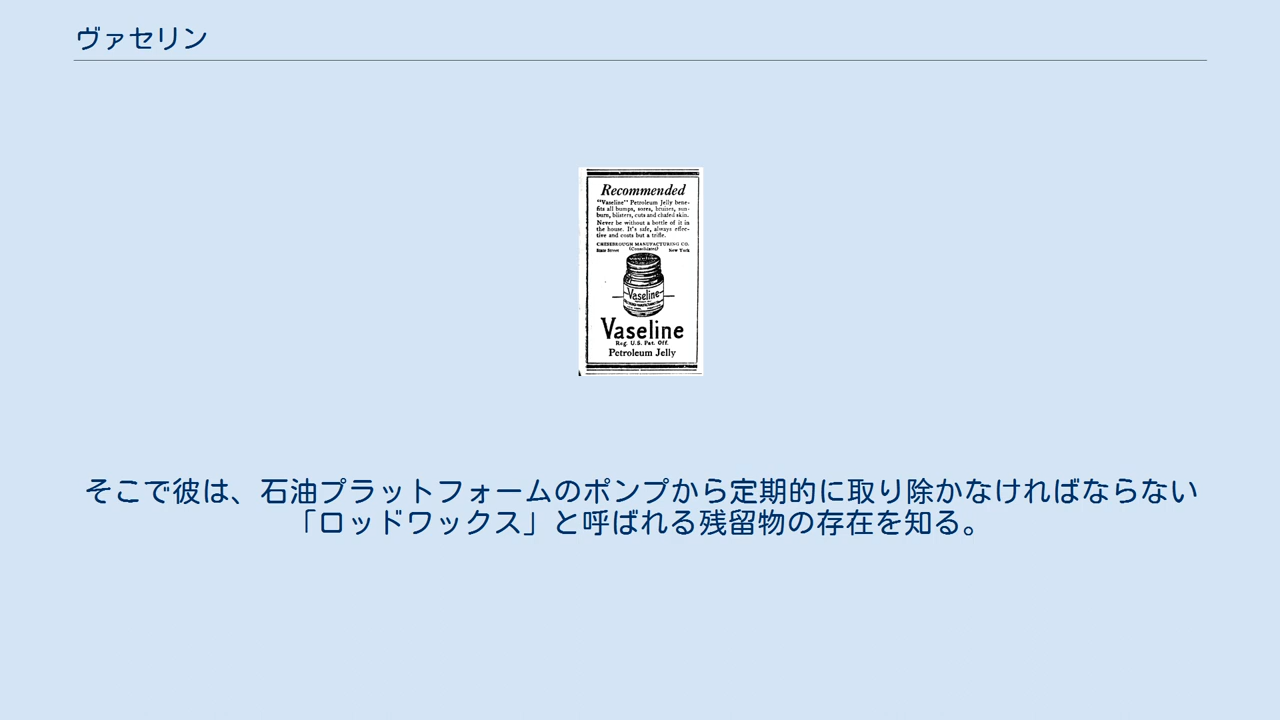 ヴァセリン
Recommended
"Vaseline" Petroleum Jelly bene-
fits all bumps, sores, bruises, sun-
burn, blisters, cuts and chafed skin.
Never be without a bottle of it in
the house. It's safe, always effec-
tive and costs but a trifle.
CHESEBROUGH MANUFACTURING CO.
(Consolidated)
State Street New York
Vaseline
Vaseline
Reg. U.S. Pat. Off.
Petroleum Jelly
そこで彼は、石油プラットフォームのポンプから定期的に取り除かなければならない
「ロッドワックス」と呼ばれる残留物の存在を知る。